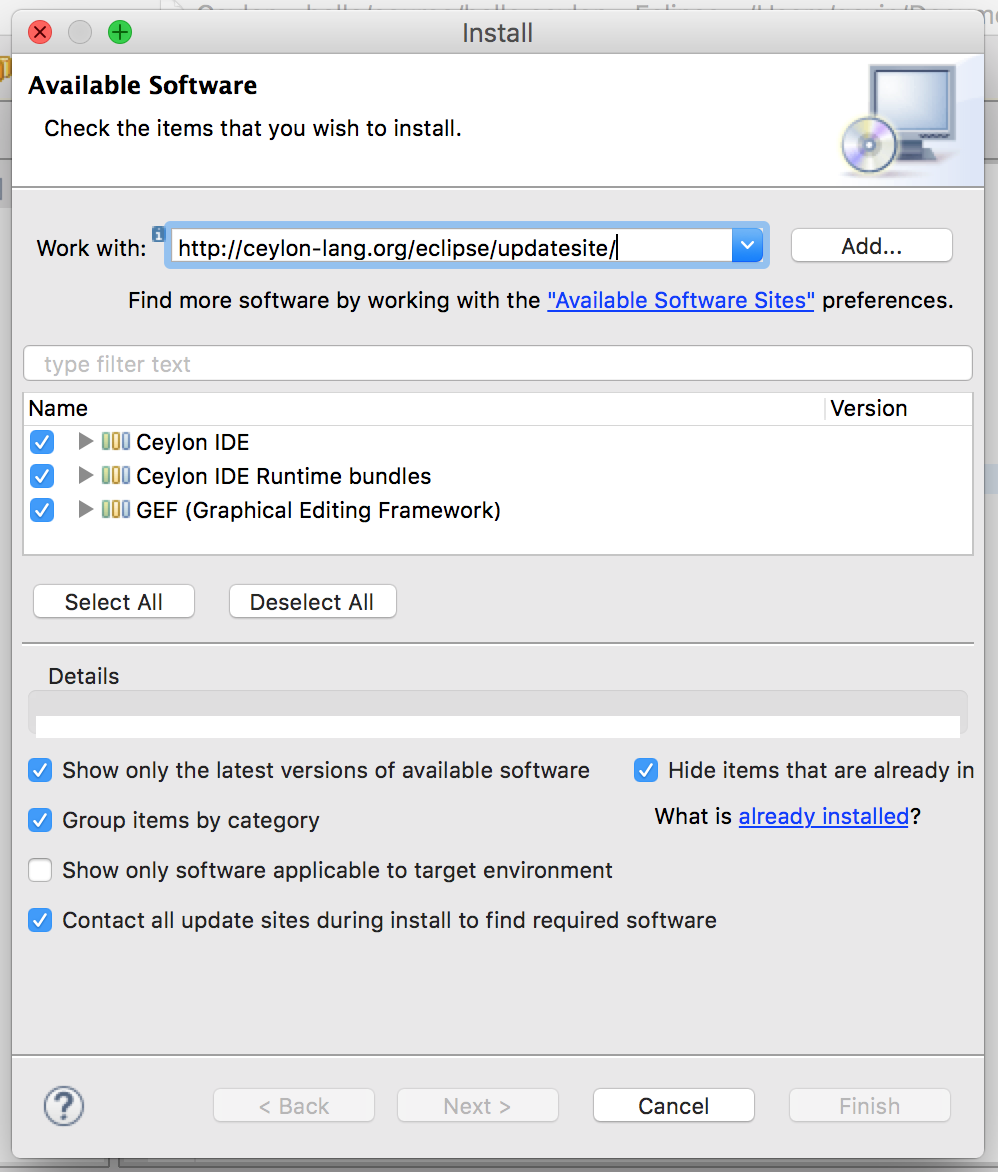 Install
Available Software
Check the items that you wish to install.
Work with: http://ceylon-lang.org/eclipse/updatesite/ Add...
Find more software by working with the "Available Software Sites" preferences.
type filter text
Name Version
Ceylon IDE
Ceylon IDE Runtime bundles
GEF (Graphical Editing Framework)
Select All Deselect All
Details
Show only the latest versions of available software Hide items that are already in
Group items by category What is already installed?
Show only software applicable to target environment
Contact all update sites during install to find required software
? < Back Next > Cancel Finish